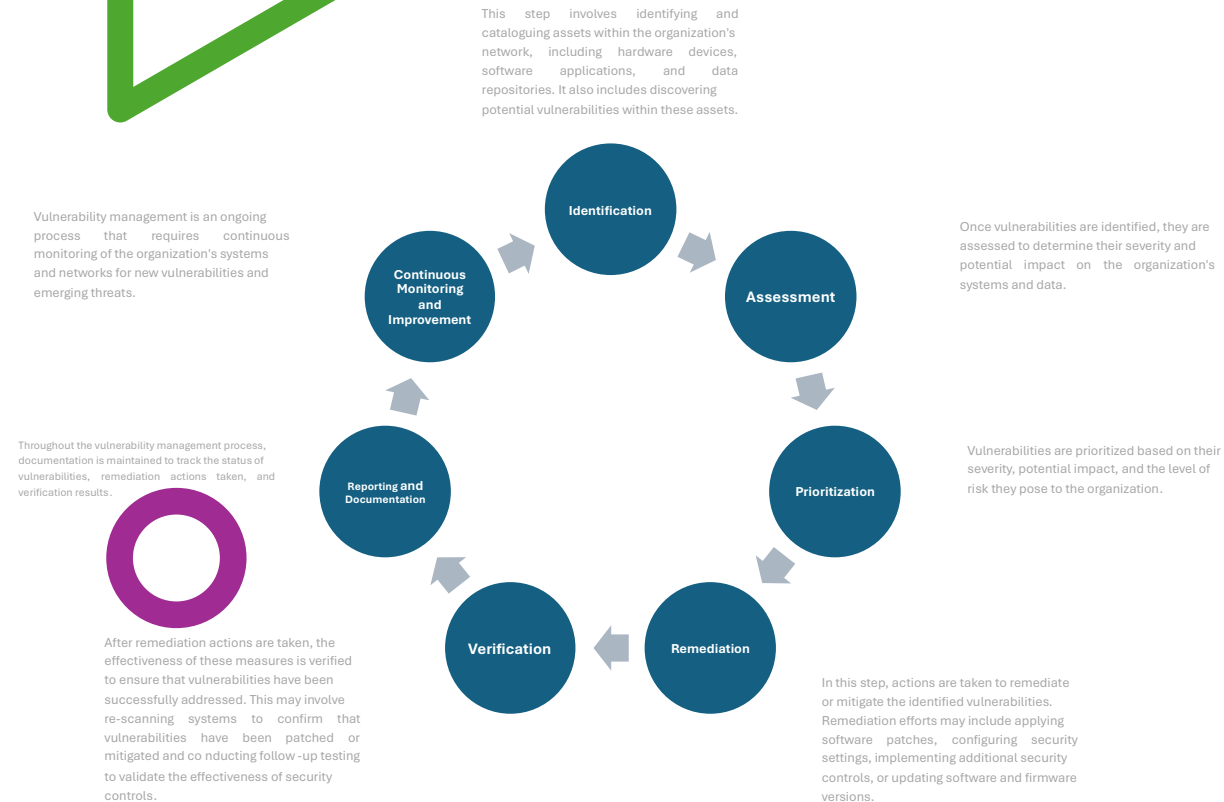 This step involves identifying and
cataloguing assets within the organization's
network, including hardware devices,
software applications, and data
repositories. It also includes discovering
potential vulnerabilities within these assets.
Identification
Once vulnerabilities are identified, they are
assessed to determine their severity and
potential impact on the organization's
systems and data.
Assessment
Vulnerabilities are prioritized based on their
severity, potential impact, and the level of
risk they pose to the organization.
Prioritization
In this step, actions are taken to remediate
or mitigate the identified vulnerabilities.
Remediation efforts may include applying
software patches, configuring security
settings, implementing additional security
controls, or updating software and firmware
versions.
Remediation
After remediation actions are taken, the
effectiveness of these measures is verified
to ensure that vulnerabilities have been
successfully addressed. This may involve
re-scanning systems to confirm that
vulnerabilities have been patched or
mitigated and co nducting follow -up testing
to validate the effectiveness of security
controls.
Verification
Throughout the vulnerability management process,
documentation is maintained to track the status of
vulnerabilities, remediation actions taken, and
verification results.
Reporting and
Documentation
Vulnerability management is an ongoing
process that requires continuous
monitoring of the organization's systems
and networks for new vulnerabilities and
emerging threats.
Continuous
Monitoring
and
Improvement